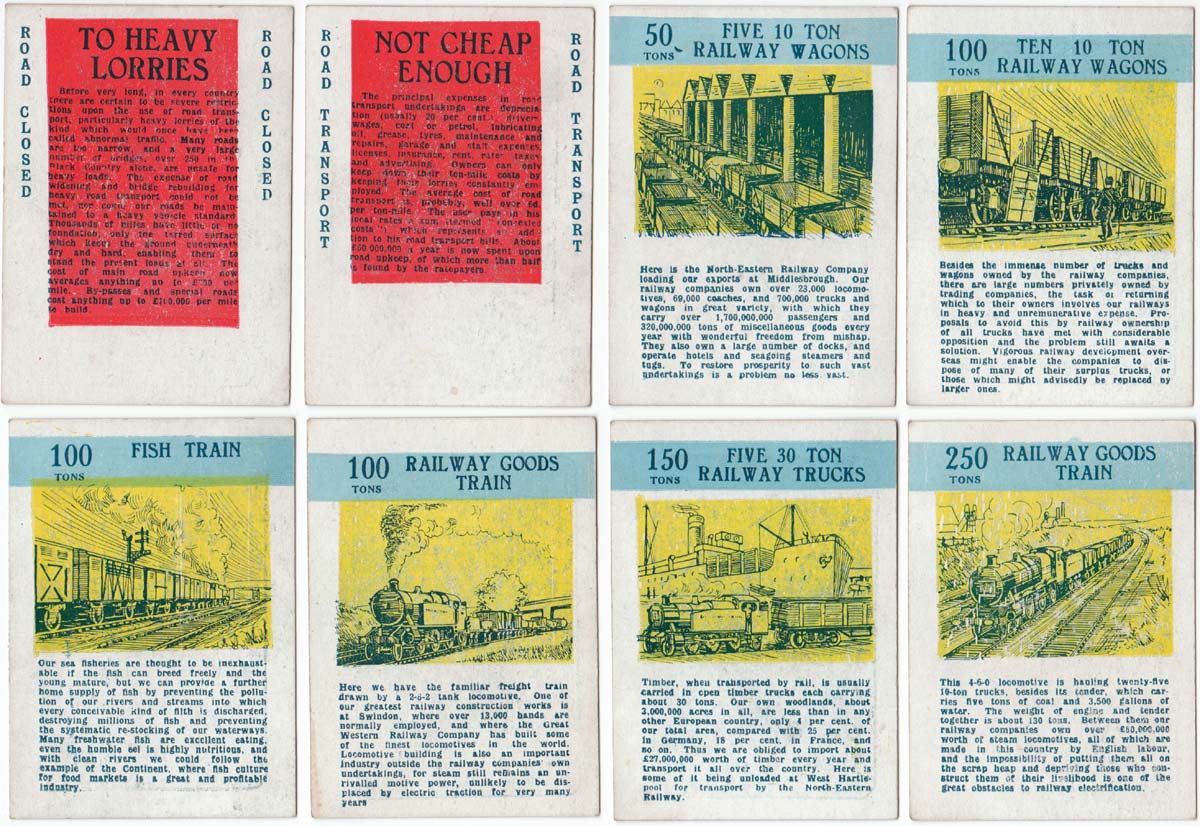 ROAD CLOSED
TO HEAVY
LORRIES
ROAD CLOSED
Before very long, in every country
there are certain to be severe restric-
tions upon the use of road trans-
port, particularly heavy lorries of the
kind which would once have been
called abnormal traffic. Many roads
are too narrow, and a very large
number of bridges, over 250 in the
Black Country alone, are unsafe for
heavy loads. The expense of road
widening and bridge rebuilding for
heavy road transport could not be
met, nor could our roads be main-
tained to a heavy vehicle standard.
Thousands of miles have little or no
foundation, only the tarred surface
which keeps the ground underneath
dry and hard, enabling them to
stand the present loads at all. The
cost of main road upkeep now
averages anything up to per
mile. By-passes and special roads
cost anything up to £100,000 per mile
to build.
ROAD TRANSPORT
NOT CHEAP
ENOUGH
ROAD TRANSPORT
The principal expenses in road
transport undertakings are deprecia-
tion (usually 20 per cent.) drivers
wages, cost of petrol, lubricating
oil, grease, tyres, maintenance and
repairs, garage and staff expenses,
licenses, insurance, rent, rates taxes
and advertising. Owners can only
keep down their ton-mile costs by
keeping their lorries constantly em-
ployed. The average cost of road
transport is probably, well over 6d.
per ton-mile. The user pays in his
local rates a sum termed "concealed
costs") which represents an addi-
tion to his road transport bills. About
£60,000,000 a year is now spent upon
road upkeep, of which more than half
is found by the ratepayers.
50
TONS
FIVE 10 TON
RAILWAY WAGONS
Here is the North-Eastern Railway Company
loading our exports at Middlesbrough. Our
railway companies own over 23,000 locomo-
tives, 69,000 coaches, and 700,000 trucks and
wagons in great variety, with which they
carry over 1,700,000,000 passengers and
320,000,000 tons of miscellaneous goods every
year with wonderful freedom from mishap.
They also own a large number of docks, and
operate hotels and seagoing steamers and
tugs. To restore prosperity to such vast
undertakings is a problem no less vast.
100
TONS
TEN 10 TON
RAILWAY WAGONS
Besides the immense number of trucks and
wagons owned by the railway companies,
there are large numbers privately owned by
trading companies, the task of returning
which to their owners involve our railways
in heavy and unremunerative expense. Pro-
posals to avoid this by railway ownership
of all trucks have met with considerable
opposition and the problem still awaits a
solution. Vigorous railway development over-
seas might enable the companies to dis-
pose of many of their surplus trucks, or
those which might advisedly be replaced by
larger ones.
100
TONS
FISH TRAIN
Our sea fisheries are thought to be inexhaust-
able if the fish can breed freely and the
young mature, but we can provide a further
home supply of fish by preventing the pollu-
tion of our rivers and streams into which
every conceivable kind of filth is discharged,
destroying millions of fish and preventing
the systematic re-stocking of our waterways.
Many freshwater fish are excellent eating,
even the humble eel is highly nutritious, and
with clean rivers we could follow the
example of the Continent, where fish culture
for food markets is a great and profitable
industry.
100
TONS
RAILWAY GOODS
TRAIN
Here we have the familiar freight train
drawn by a 2-6-2 tank locomotive. One of
our greatest railway construction works is
at Swindon, where over 13,000 hands are
normally employed, and where the Great
Western Railway Company has built some
of the finest locomotives in the world.
Locomotive building is also an important
industry outside the railway companies' own
undertakings, for steam still remains an un-
rivalled motive power, unlikely to be dis-
placed by electric traction for very many
years
150
TONS
FIVE 30 TON
RAILWAY TRUCKS
Timber, when transported by rail, is usually
carried in open timber trucks each carrying
about 30 tons. Our own woodlands, about
3,000,000 acres in all, are less than in any
other European country, only 4 per cent. of
our total area, compared with 25 per cent.
in Germany, 18 per cent. in France, and
so on. Thus we are obliged to import about
£27,000,000 worth of timber every year and
transport it all over the country. Here is
some of it being unloaded at West Hartle-
pool for transport by the North-Eastern
Railway.
250
TONS
RAILWAY GOODS
TRAIN
This 4-6-0 locomotive is hauling twenty-five
10-ton trucks, besides its tender, which car-
ries five tons of coal and 3,500 gallons of
water. The weight of engine and tender
together is about 130 tons. Between them our
railway companies own over £60,000,000
worth of steam locomotives, all of which are
made in this country by English labour,
and the impossibility of putting them all on
the scrap heap and depriving those who con-
struct them of their livelihood is one of the
great obstacles to railway electrification.